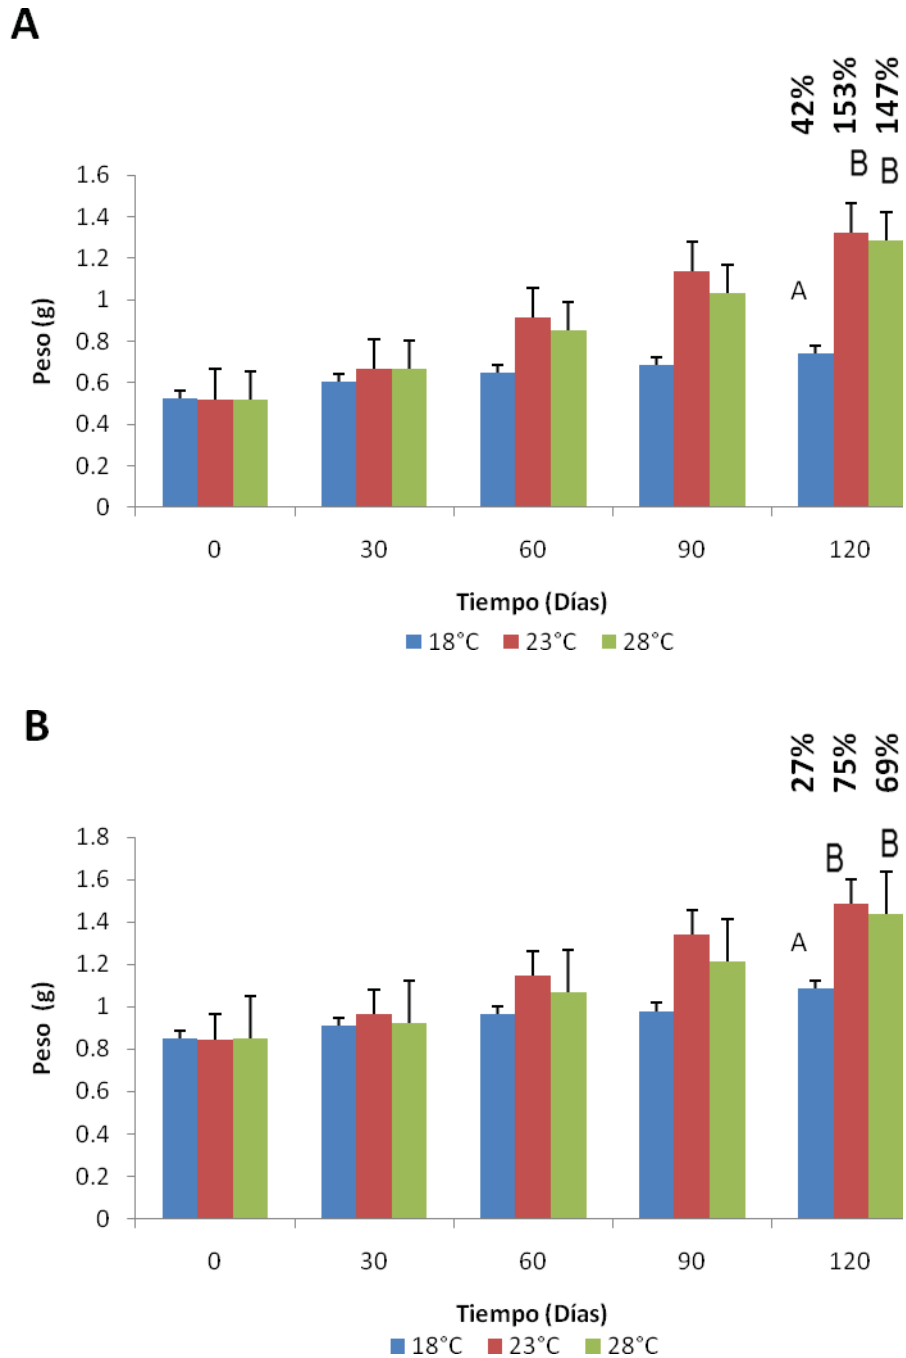 A
42% 153% 147%
B B
1.6
1.4
1.2
1
0.8
0.6
0.4
0.2
0
A
Peso (g)
0 30 60 90 120
Tiempo (Días)
18°C 23°C 28°C
B
27% 75% 69%
B B
1.8
1.6
1.4
1.2
1
0.8
0.6
0.4
0.2
0
A
Peso (g)
0 30 60 90 120
Tiempo (Días)
18°C 23°C 28°C